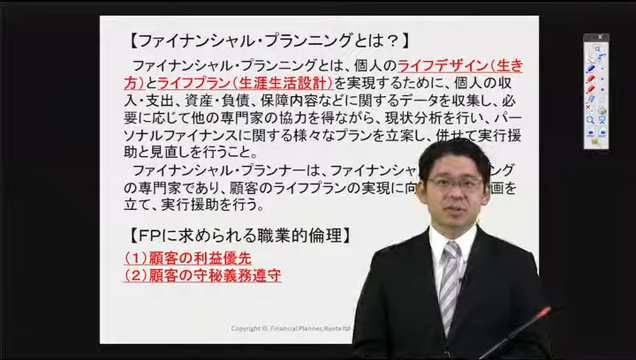 【ファイナンシャル・プランニングとは？】
ファイナンシャル・プランニングとは、個人のライフデザイン（生き
方）とライフプラン（生涯生活設計）を実現するために、個人の収
入・支出、資産・負債、保障内容などに関するデータを収集し、必
要に応じて他の専門家の協力を得ながら、現状分析を行い、パー
ソナルファイナンスに関する様々なプランを立案し、併せて実行援
助と見直しを行うこと。
ファイナンシャル・プランナーは、ファイナンシャ ング
の専門家であり、顧客のライフプランの実現に向 画を
立て、実行援助を行う。
【ＦＰに求められる職業的倫理】
（１）顧客の利益優先
（２）顧客の守秘義務遵守
Copyright © Financial Planner,Ryote ltd